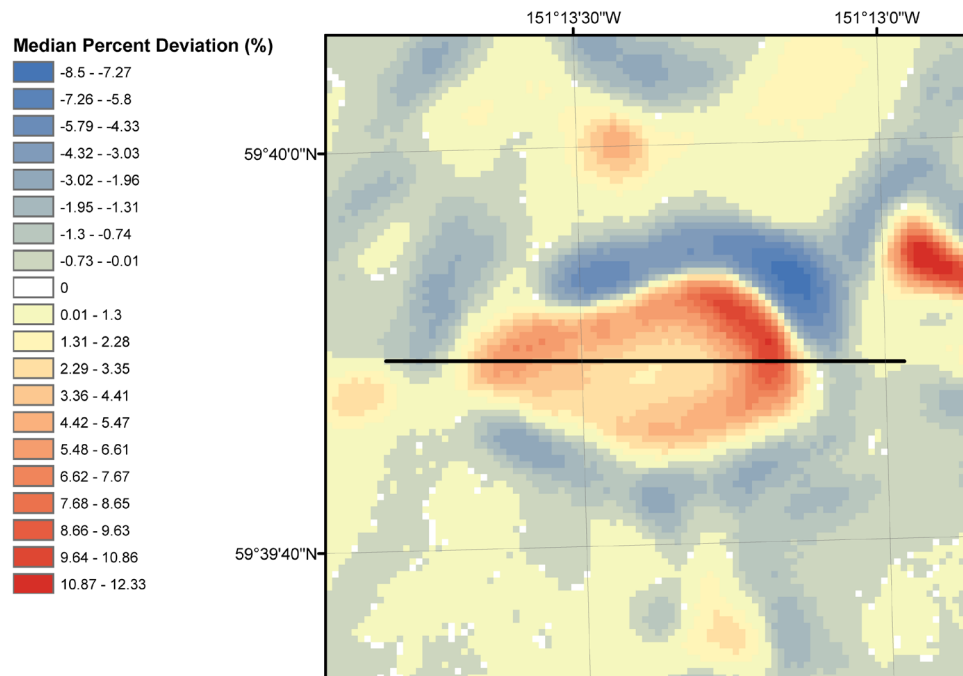 151°13'30"W
151°13'0"W
Median Percent Deviation (%)
-8.5 - -7.27
-7.26 - -5.8
-5.79 - -4.33
-4.32 - -3.03
-3.02 - -1.96
-1.95 - -1.31
-1.3 - -0.74
-0.73 - -0.01
0
0.01 - 1.3
1.31 - 2.28
2.29 - 3.35
3.36 - 4.41
4.42 - 5.47
5.48 - 6.61
6.62 - 7.67
7.68 - 8.65
8.66 - 9.63
9.64 - 10.86
10.87 - 12.33
59°40'0"N
59°39'40"N